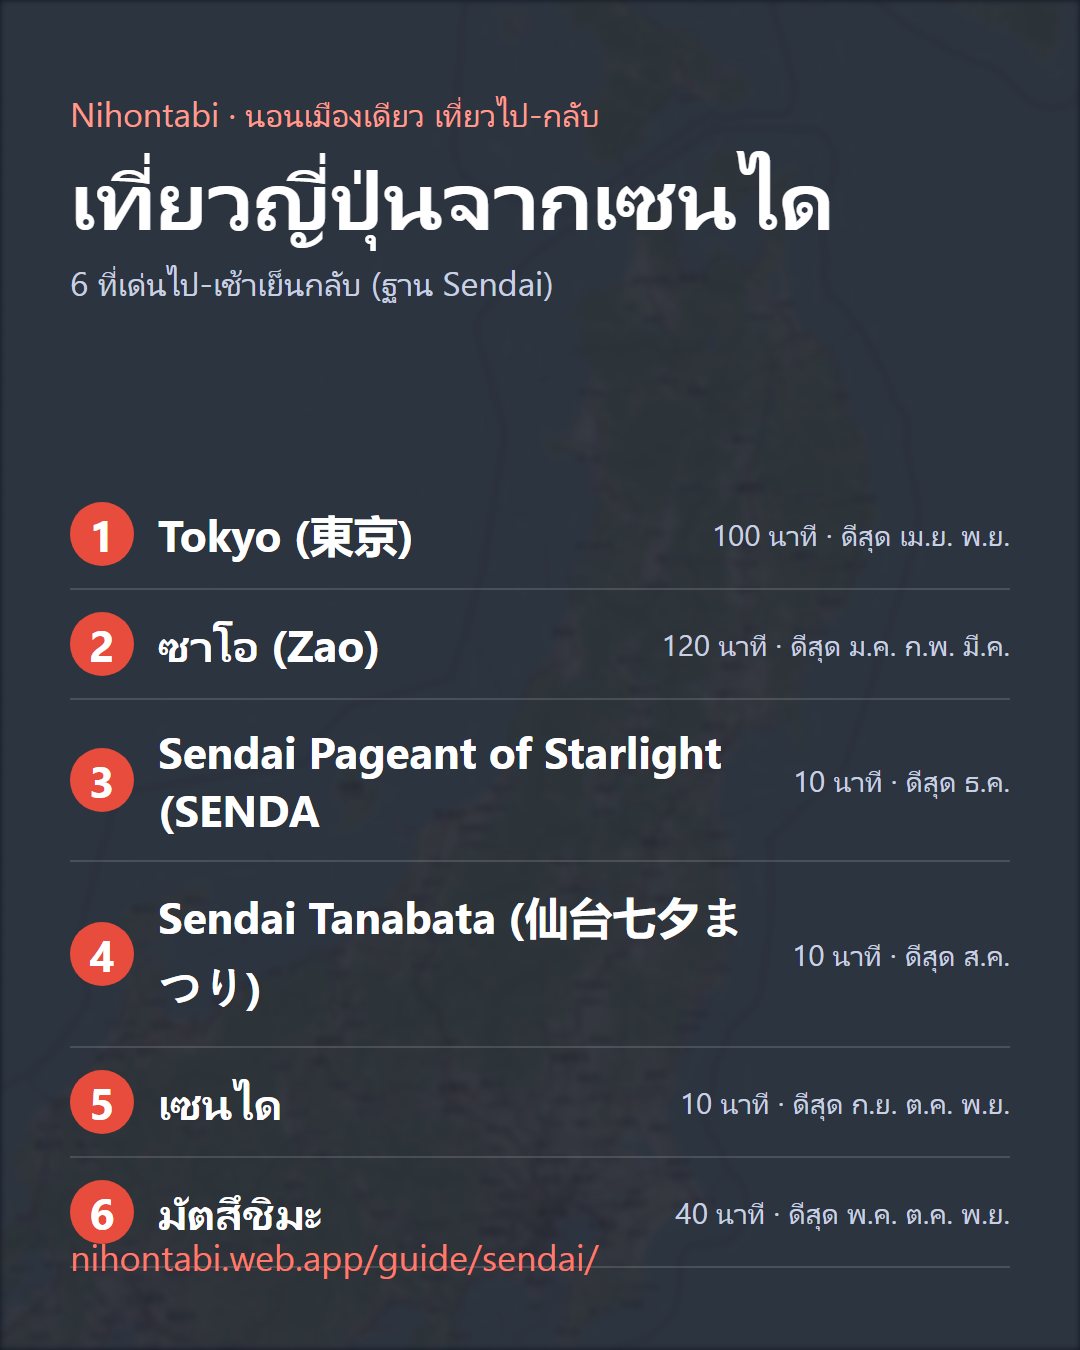 Nihontabi · นอนเมืองเดียว เที่ยวไป-กลับ
เที่ยวญี่ปุ่นจากเซนได
6 ที่เด่นไป-เช้าเย็นกลับ (ฐาน Sendai)
1 Tokyo (東京) 100 นาที · ดีสุด เม.ย. พ.ย.
2 ซาโอ (Zao) 120 นาที · ดีสุด ม.ค. ก.พ. มี.ค.
3 Sendai Pageant of Starlight
(SENDA
10 นาที · ดีสุด ธ.ค.
4 Sendai Tanabata (仙台七夕ま
つり)
10 นาที · ดีสุด ส.ค.
5 เซนได 10 นาที · ดีสุด ก.ย. ต.ค. พ.ย.
6 มัตสึชิมะ 40 นาที · ดีสุด พ.ค. ต.ค. พ.ย.
nihontabi.web.app/guide/sendai/